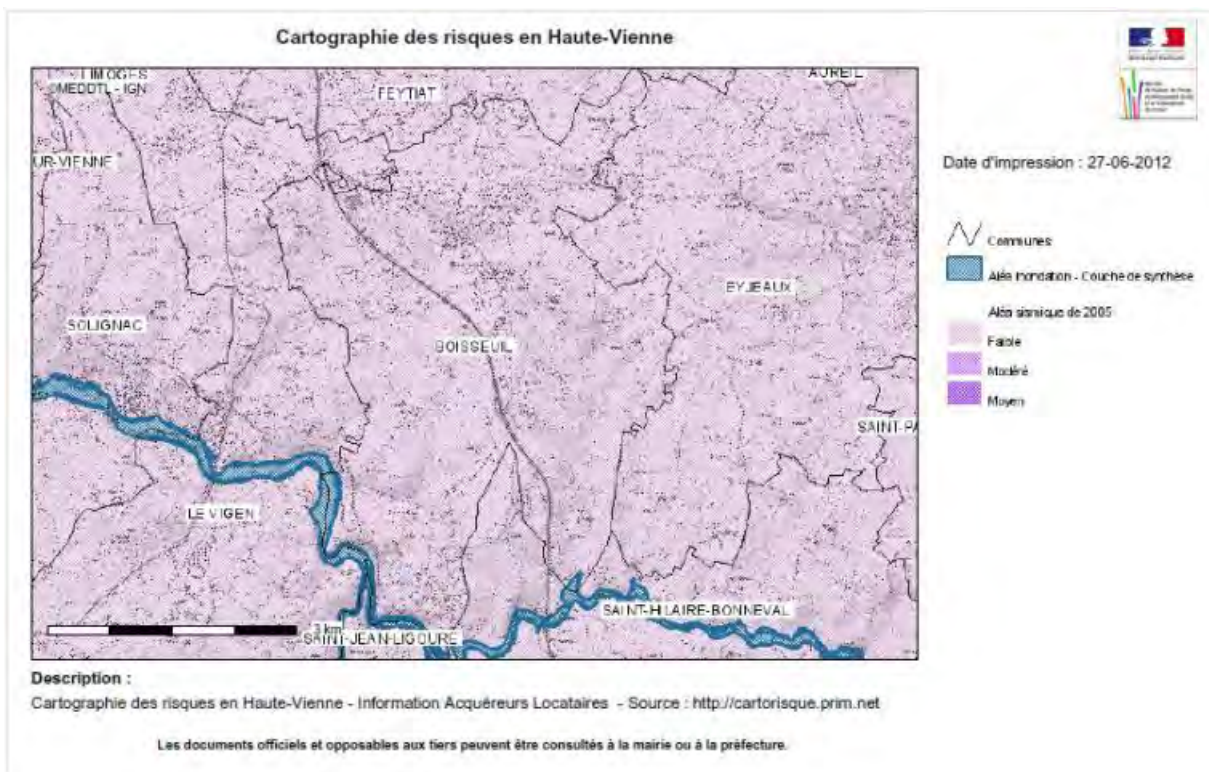 Cartographie des risques en Haute-Vienne
LIMOGES
©MEDDTL - IGN
FEYTIAT
AUREIL
UR-VIENNE
Date d'impression : 27-06-2012
Communes
Aléa Inondation - Couche de synthèse
EYJEAUX
Aléa sismique de 2005
SOLIGNAC
Faible
BOISSEUIL
Modéré
Moyen
SAINT-PA
LE VIGEN
SAINT-HILAIRE-BONNEVAL
3 km
SAINT-JEAN-LIGOURE
Description :
Cartographie des risques en Haute-Vienne - Information Acquéreurs Locataires - Source : http://cartorisque.prim.net
Les documents officiels et opposables aux tiers peuvent être consultés à la mairie ou à la préfecture.